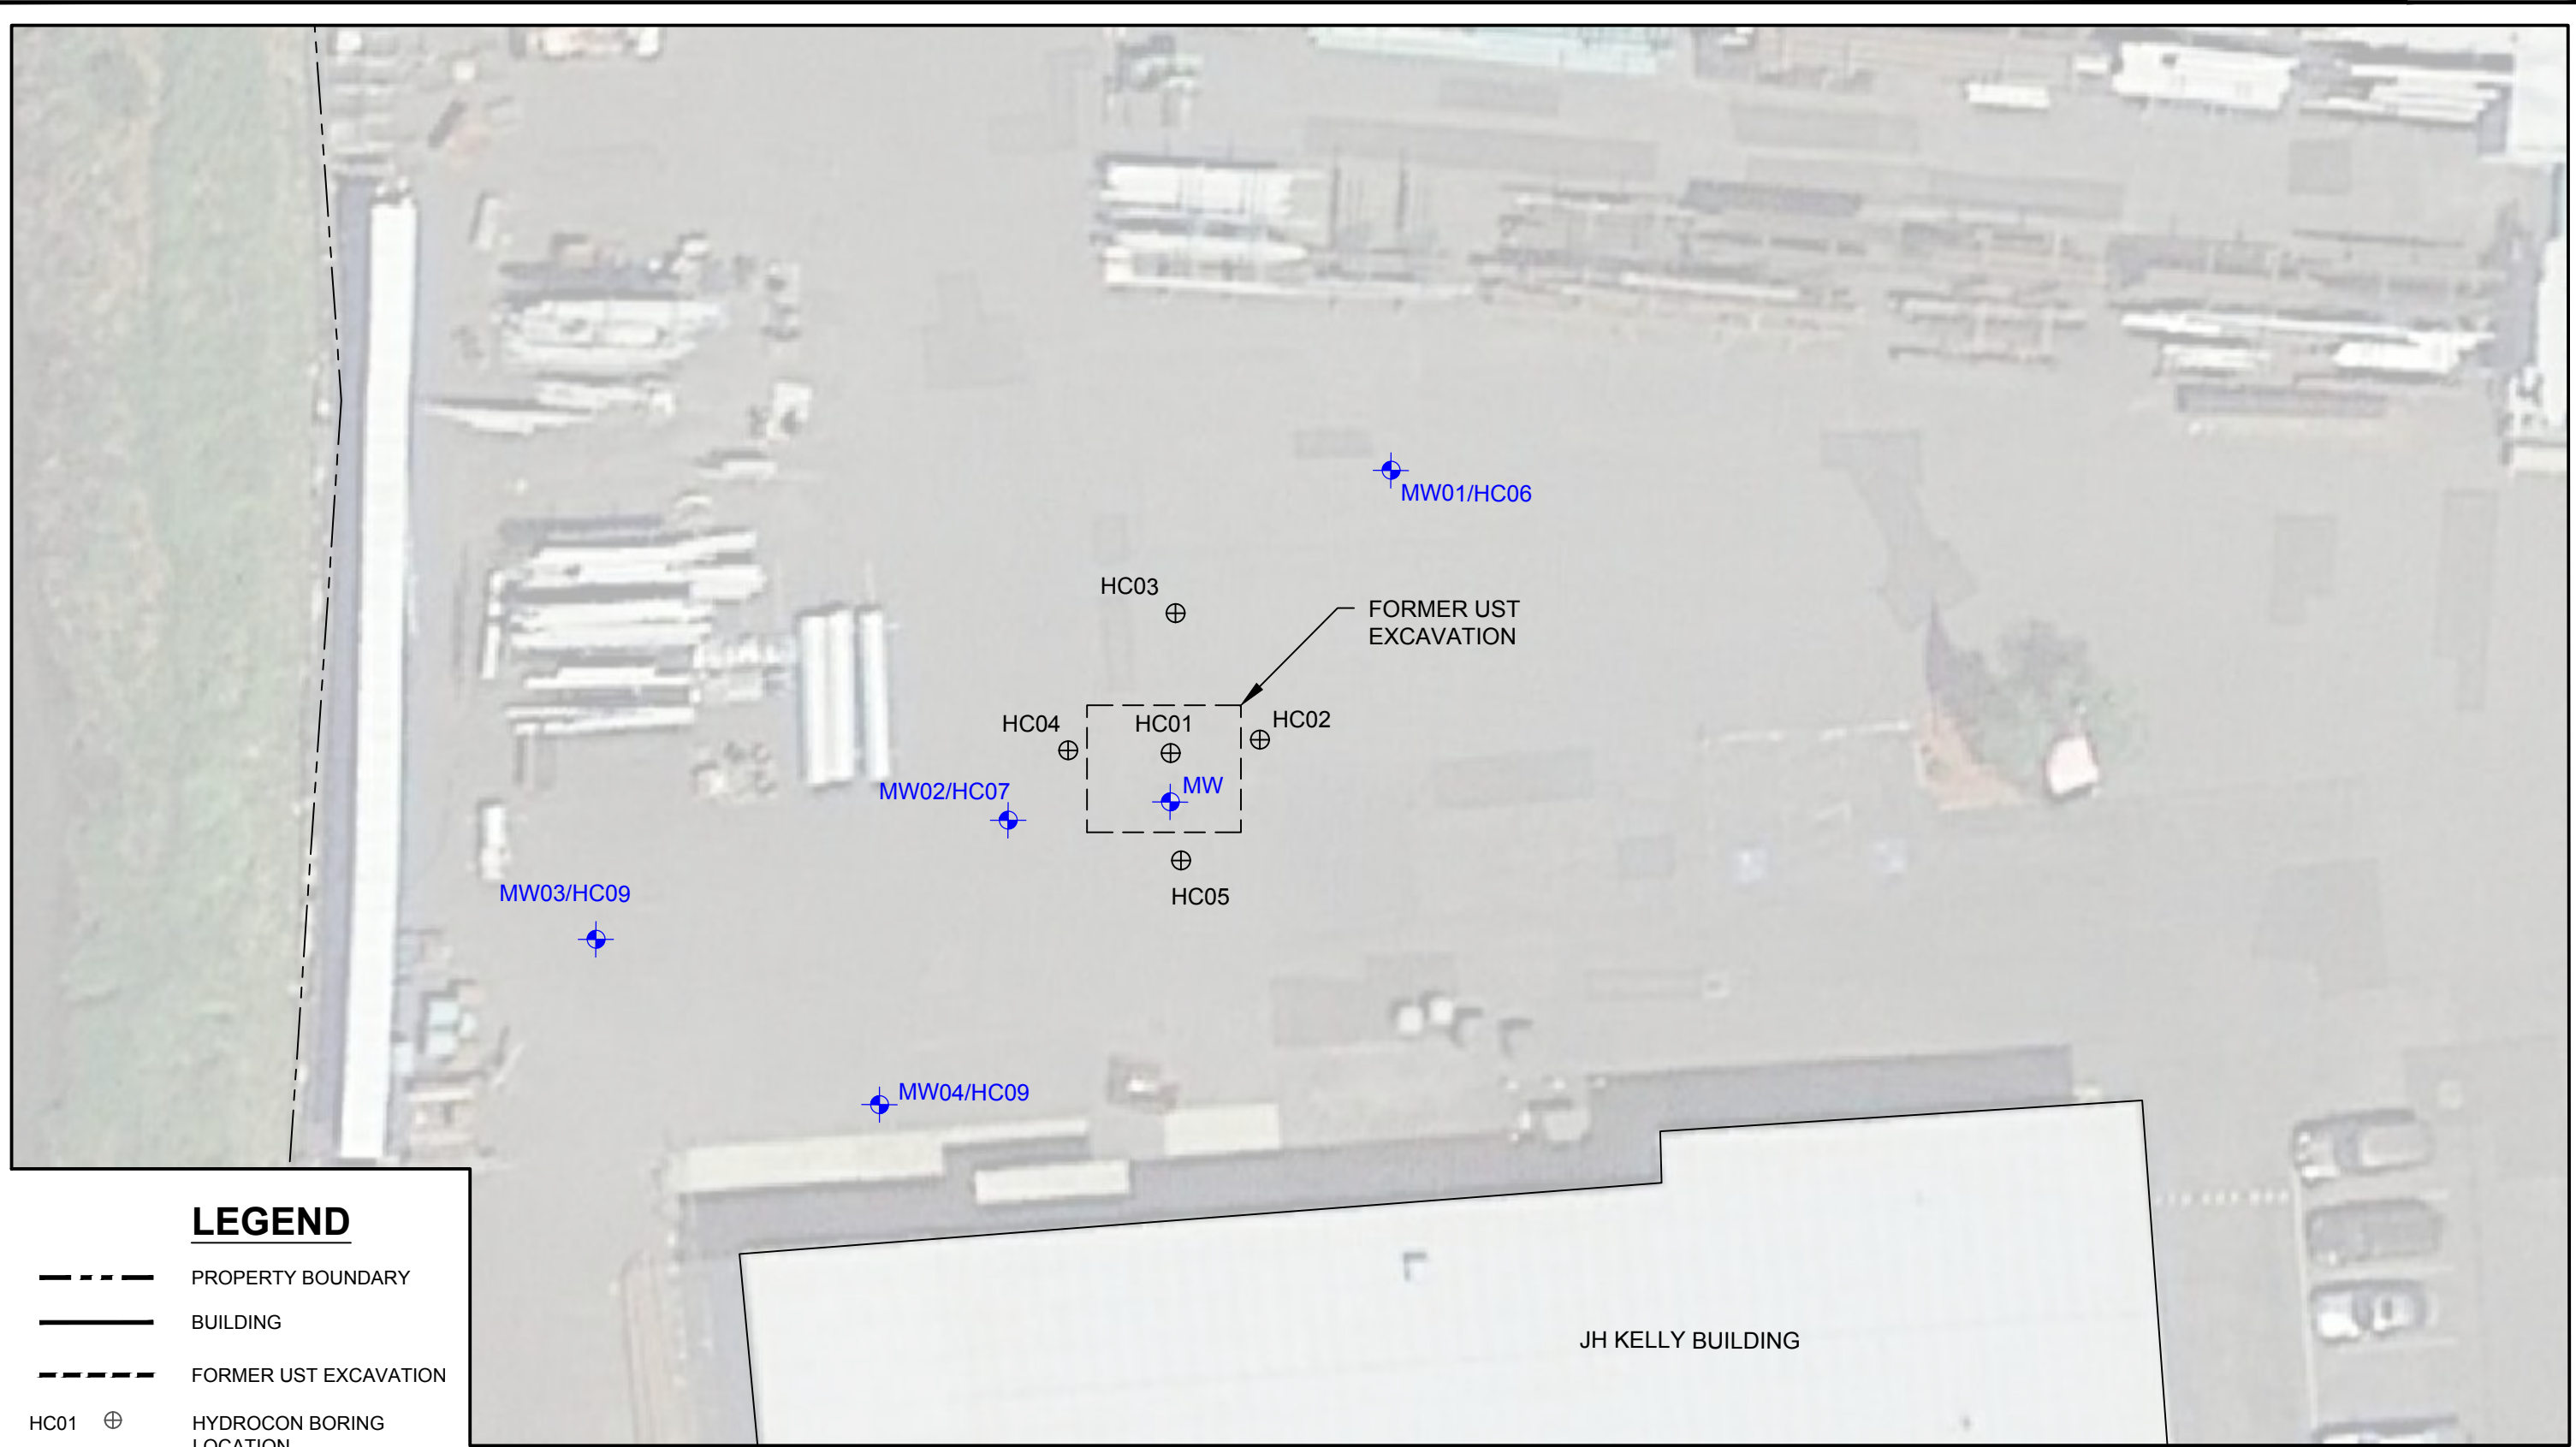 MW01/HC06
HC03
FORMER UST
EXCAVATION
HC04
HC01
HC02
MW02/HC07
MW
MW03/HC09
HC05
MW04/HC09
JH KELLY BUILDING
LEGEND
PROPERTY BOUNDARY
BUILDING
FORMER UST EXCAVATION
HC01 HYDROCON BORING
LOCATION